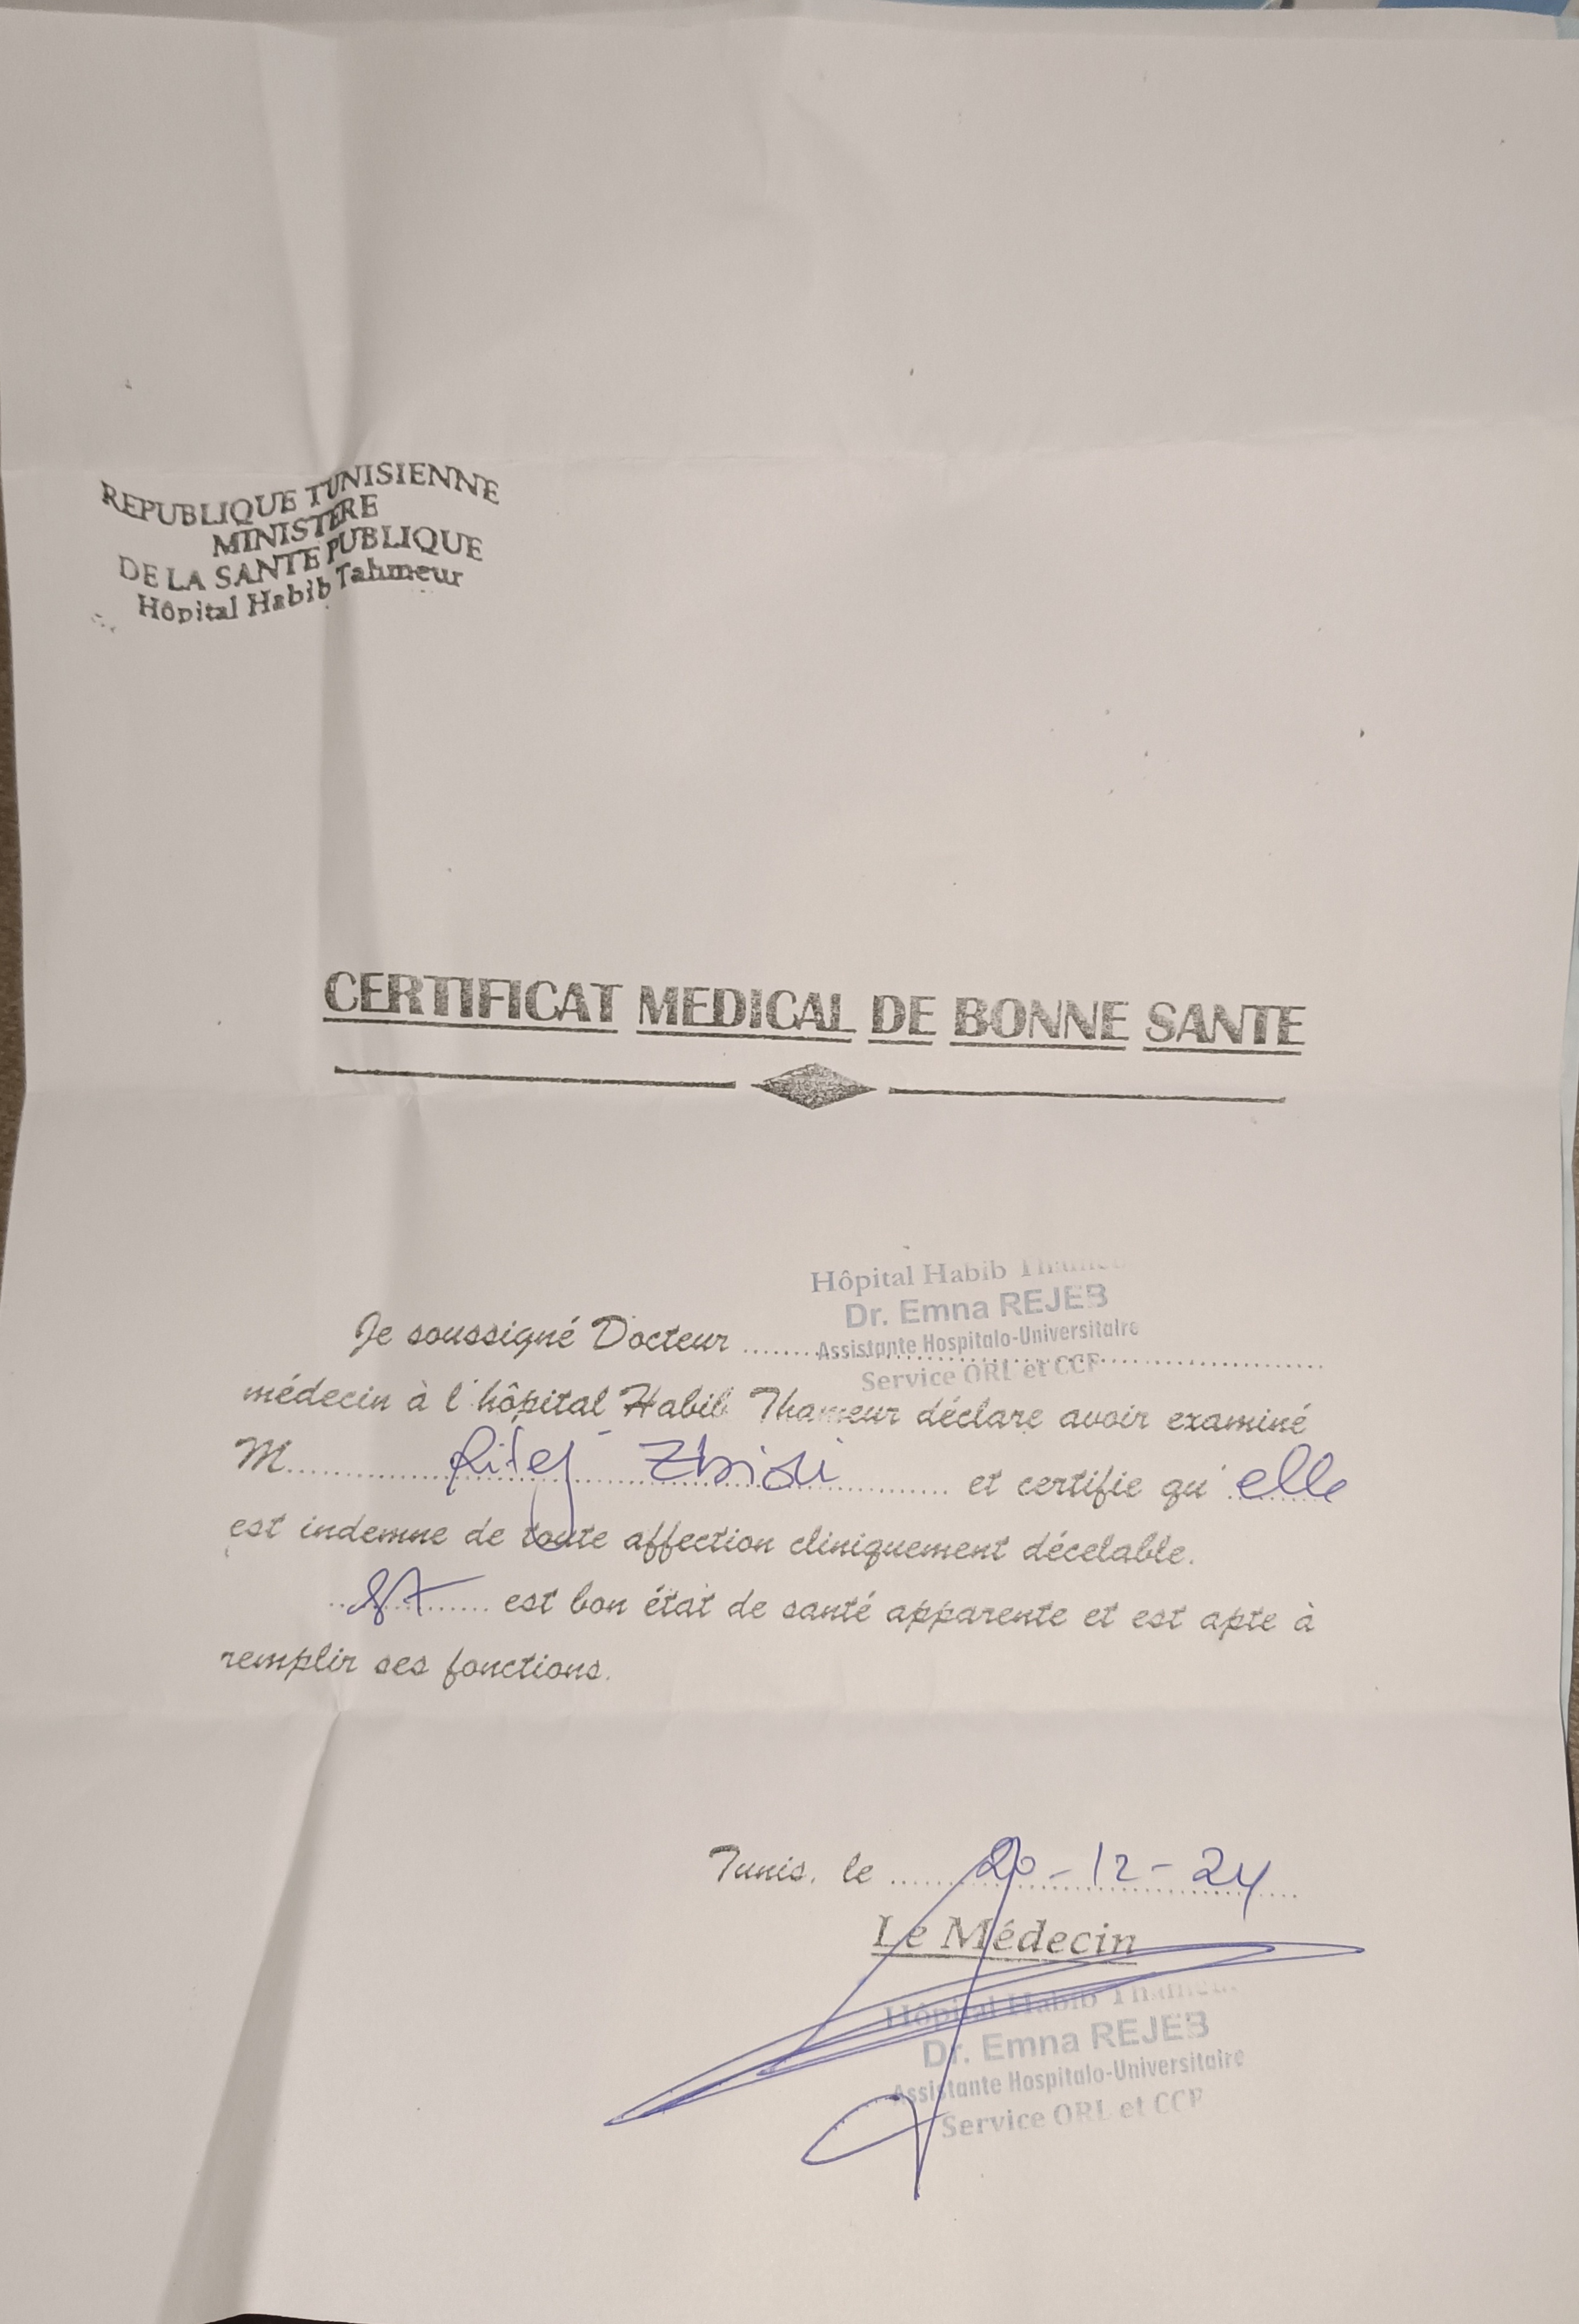 REPUBLIQUE TUNISIENNE
MINISTERE
DE LA SANTE PUBLIQUE
Hôpital Habib Tahmeur
CERTIFICAT MEDICAL DE BONNE SANTE
Hôpital Habib
Dr. Emna REJEB
Je soussigné Docteur
Assistante Hospitalo-Universitaire
Service ORL et CCF
médecin à l'hôpital Habib Thameur déclare avoir examiné
M. Ritej Zbidi et certifie qu'elle
est indemne de toute affection cliniquement décelable.
est bon état de santé apparente et est apte à
remplir ses fonctions.
Tunis, le 20-12-24
Le Médecin
Hôpital Habib
Dr. Emna REJEB
Assistante Hospitalo-Universitaire
Service ORL et CCF